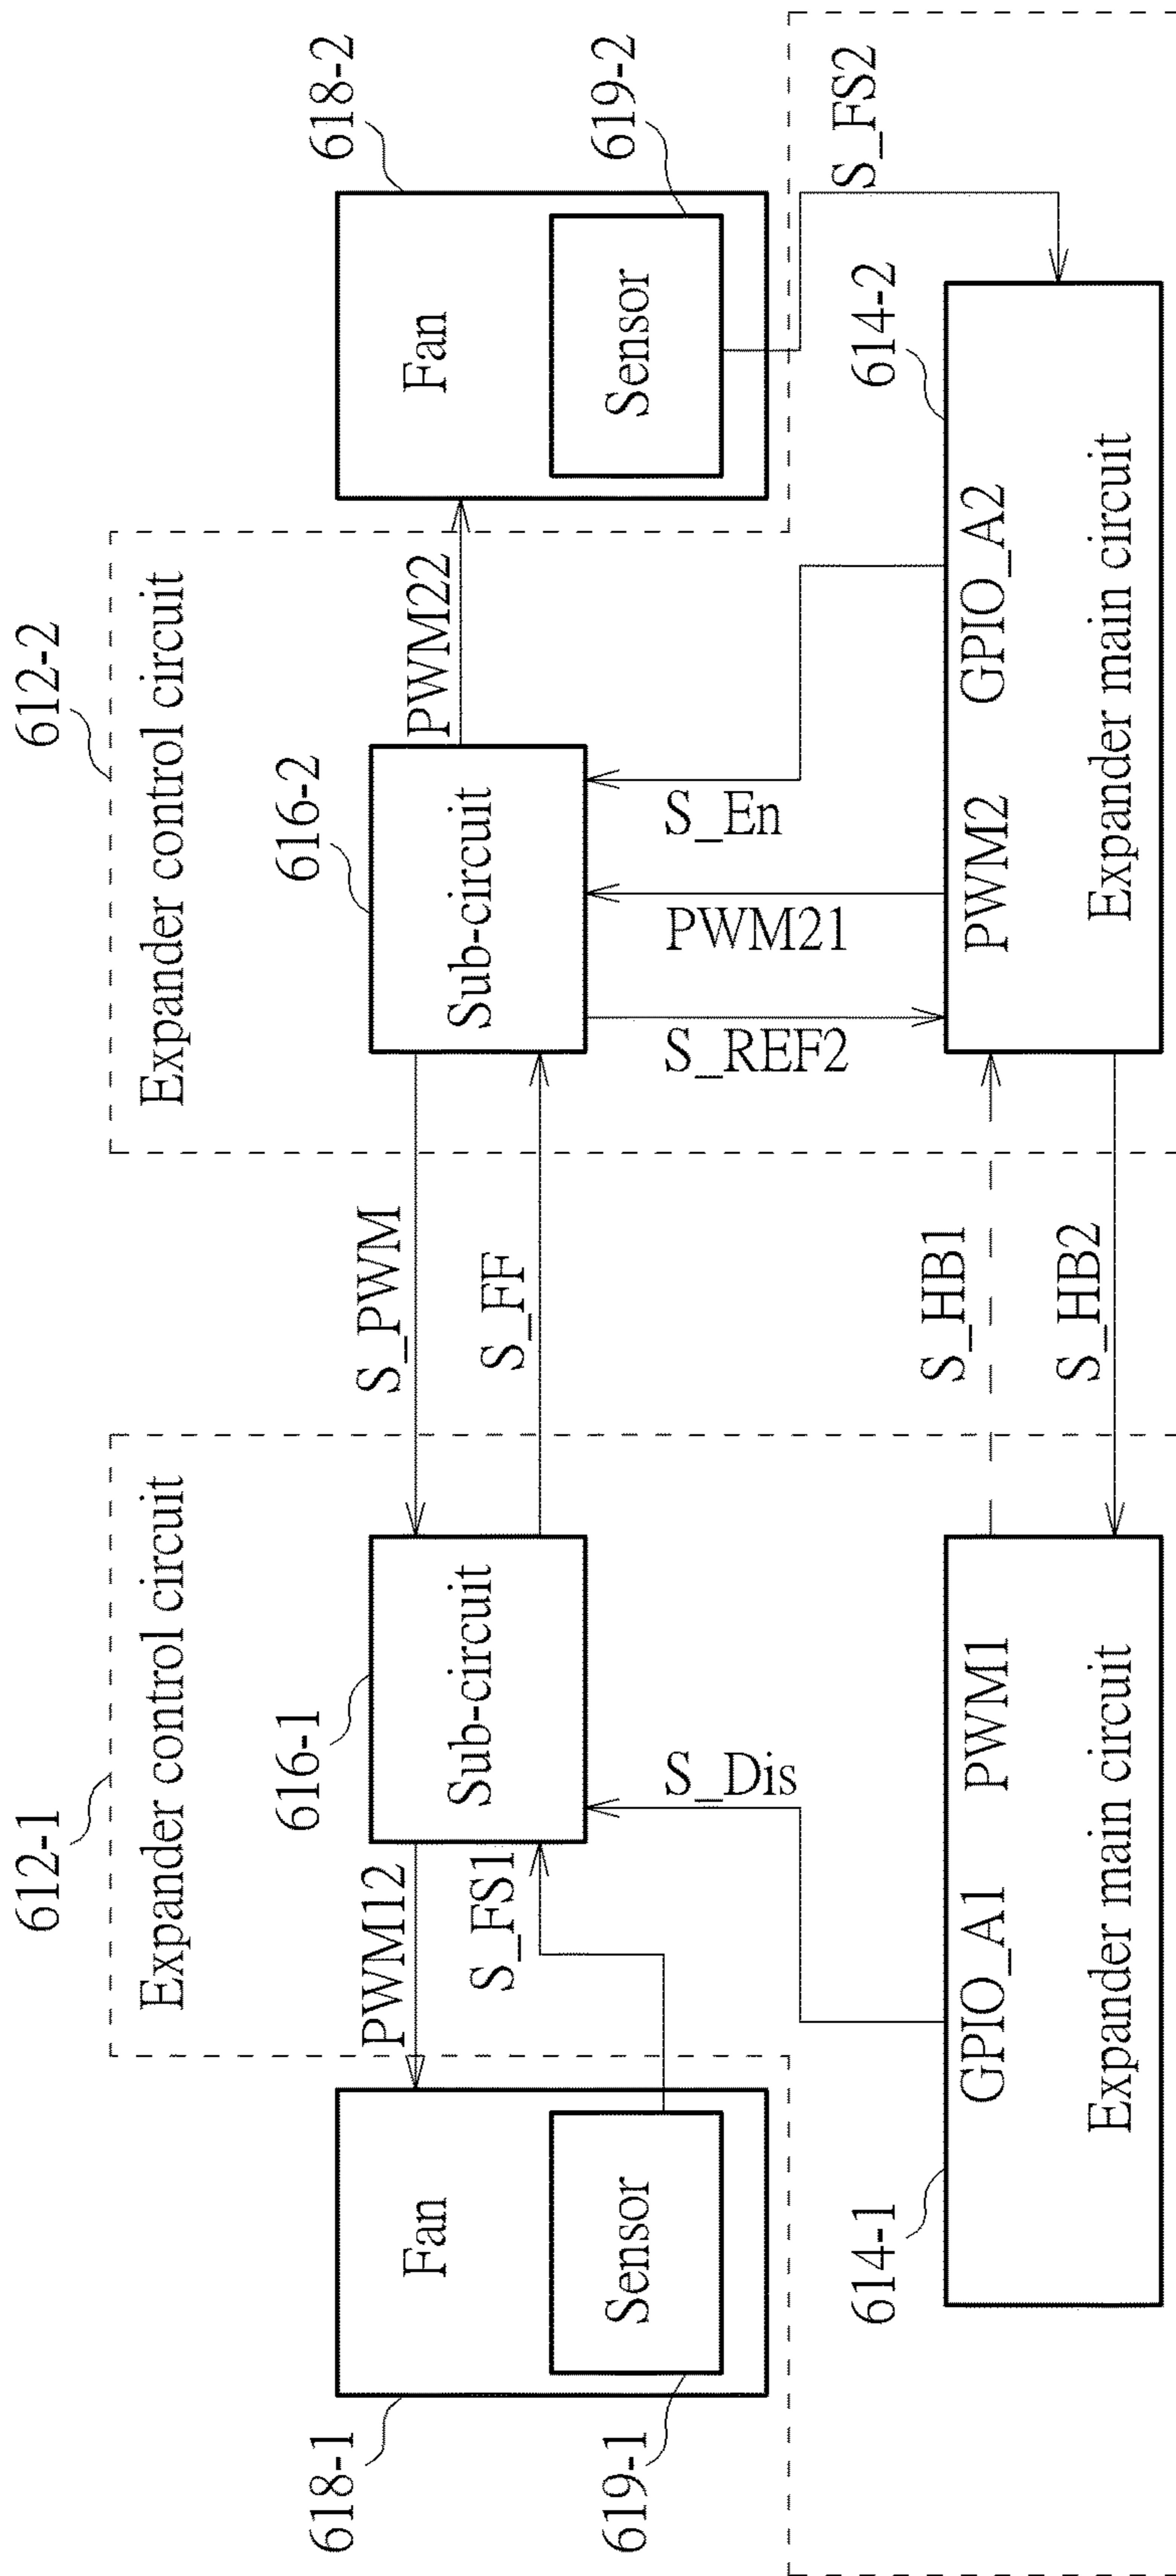 612-1
612-2
Expander control circuit
Expander control circuit
618-1
616-1
616-2
618-2
Fan
PWM12
Sub-circuit
S_PWM
Sub-circuit
PWM22
Fan
S_FS1
S_FF
619-1
Sensor
Sensor
619-2
S_Dis
S_REF2
PWM21
S_En
614-1
614-2
S_FS2
GPIO_A1
PWM1
S_HB1
PWM2
GPIO_A2
S_HB2
Expander main circuit
Expander main circuit